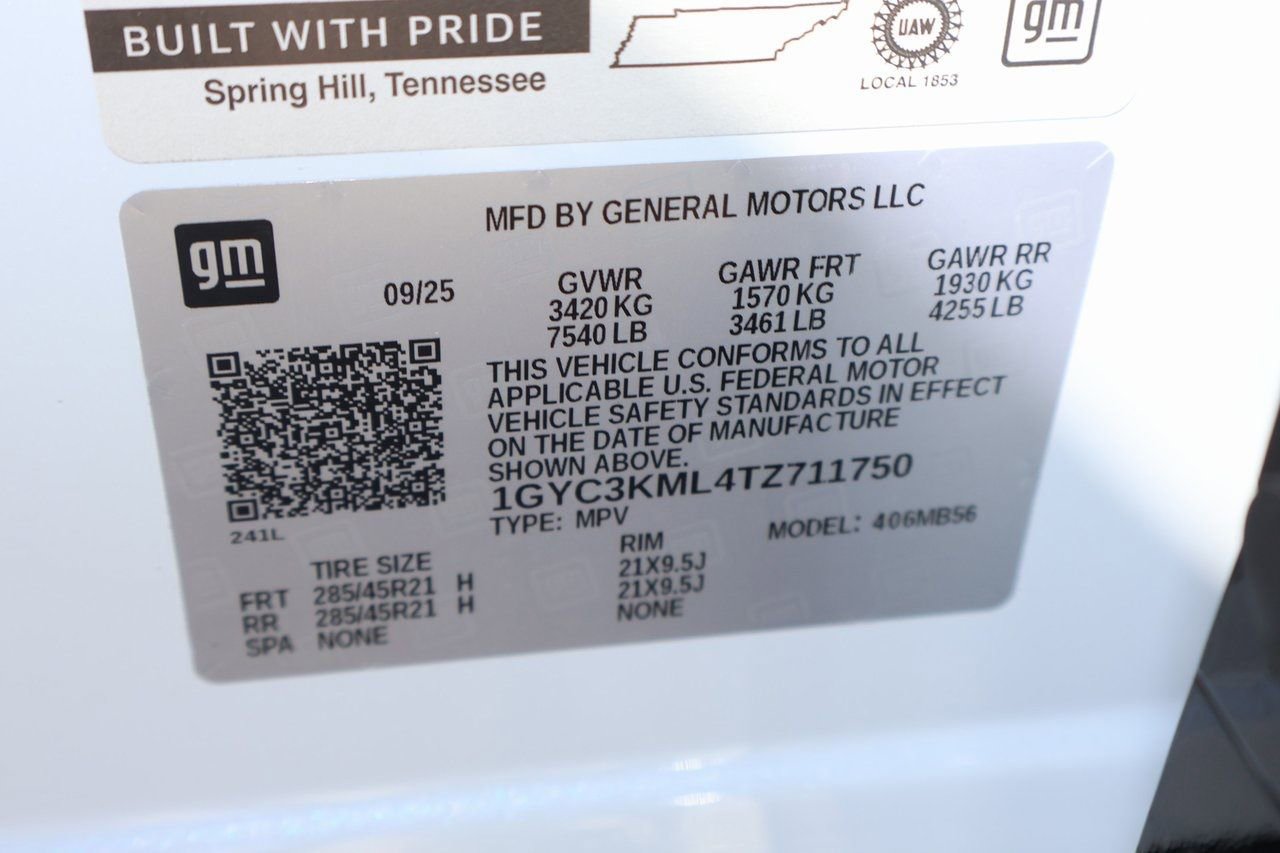 BUILT WITH PRIDE
Spring Hill, Tennessee
UAW
LOCAL 1853
gm
gm
MFD BY GENERAL MOTORS LLC
09/25
GVWR
3420 KG
7540 LB
GAWR FRT
1570 KG
3461 LB
GAWR RR
1930 KG
4255 LB
THIS VEHICLE CONFORMS TO ALL
APPLICABLE U.S. FEDERAL MOTOR
VEHICLE SAFETY STANDARDS IN EFFECT
ON THE DATE OF MANUFACTURE
SHOWN ABOVE.
1GYC3KML4TZ711750
TYPE: MPV
MODEL: 406MB56
241L
TIRE SIZE
RIM
FRT 285/45R21 H 21X9.5J
RR 285/45R21 H 21X9.5J
SPA NONE NONE